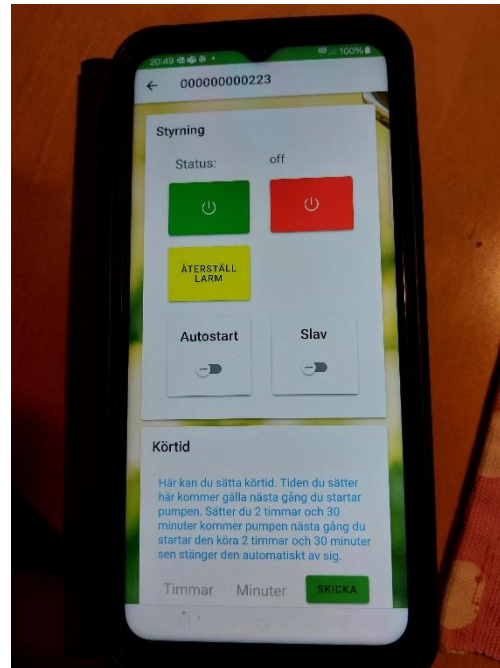 20:49 100%
000000000223
Styrning
Status: off
ÅTERSTÄLL
LARM
Autostart Slav
Körtid
Här kan du sätta körtid. Tiden du sätter
här kommer gälla nästa gång du startar
pumpen. Sätter du 2 timmar och 30
minuter kommer pumpen nästa gång du
startar den köra 2 timmar och 30 minuter
sen stänger den automatiskt av sig.
Timmar Minuter SKICKA